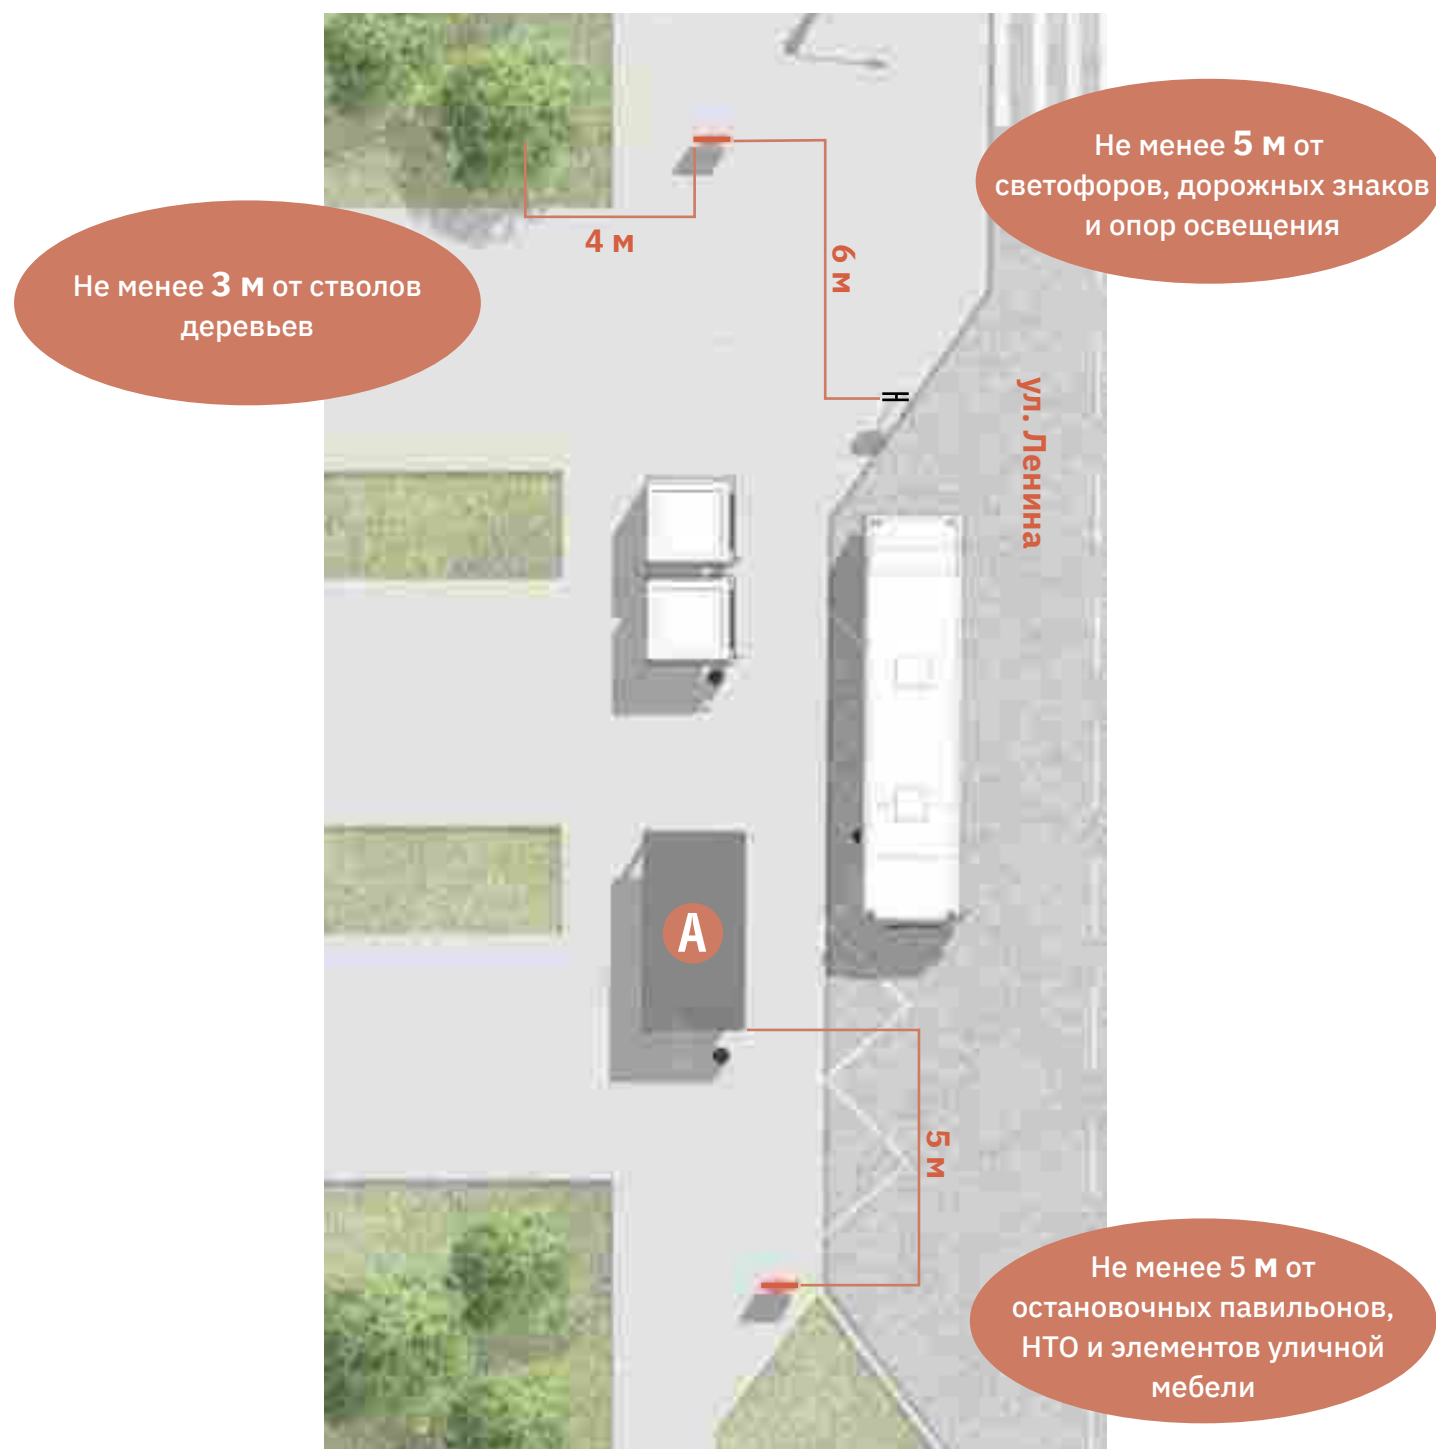 Не менее 5 м от
светофоров, дорожных знаков
и опор освещения
4 м
6 м
Не менее 3 м от стволов
деревьев
ул. Ленина
А
5 м
Не менее 5 м от
остановочных павильонов,
НТО и элементов уличной
мебели